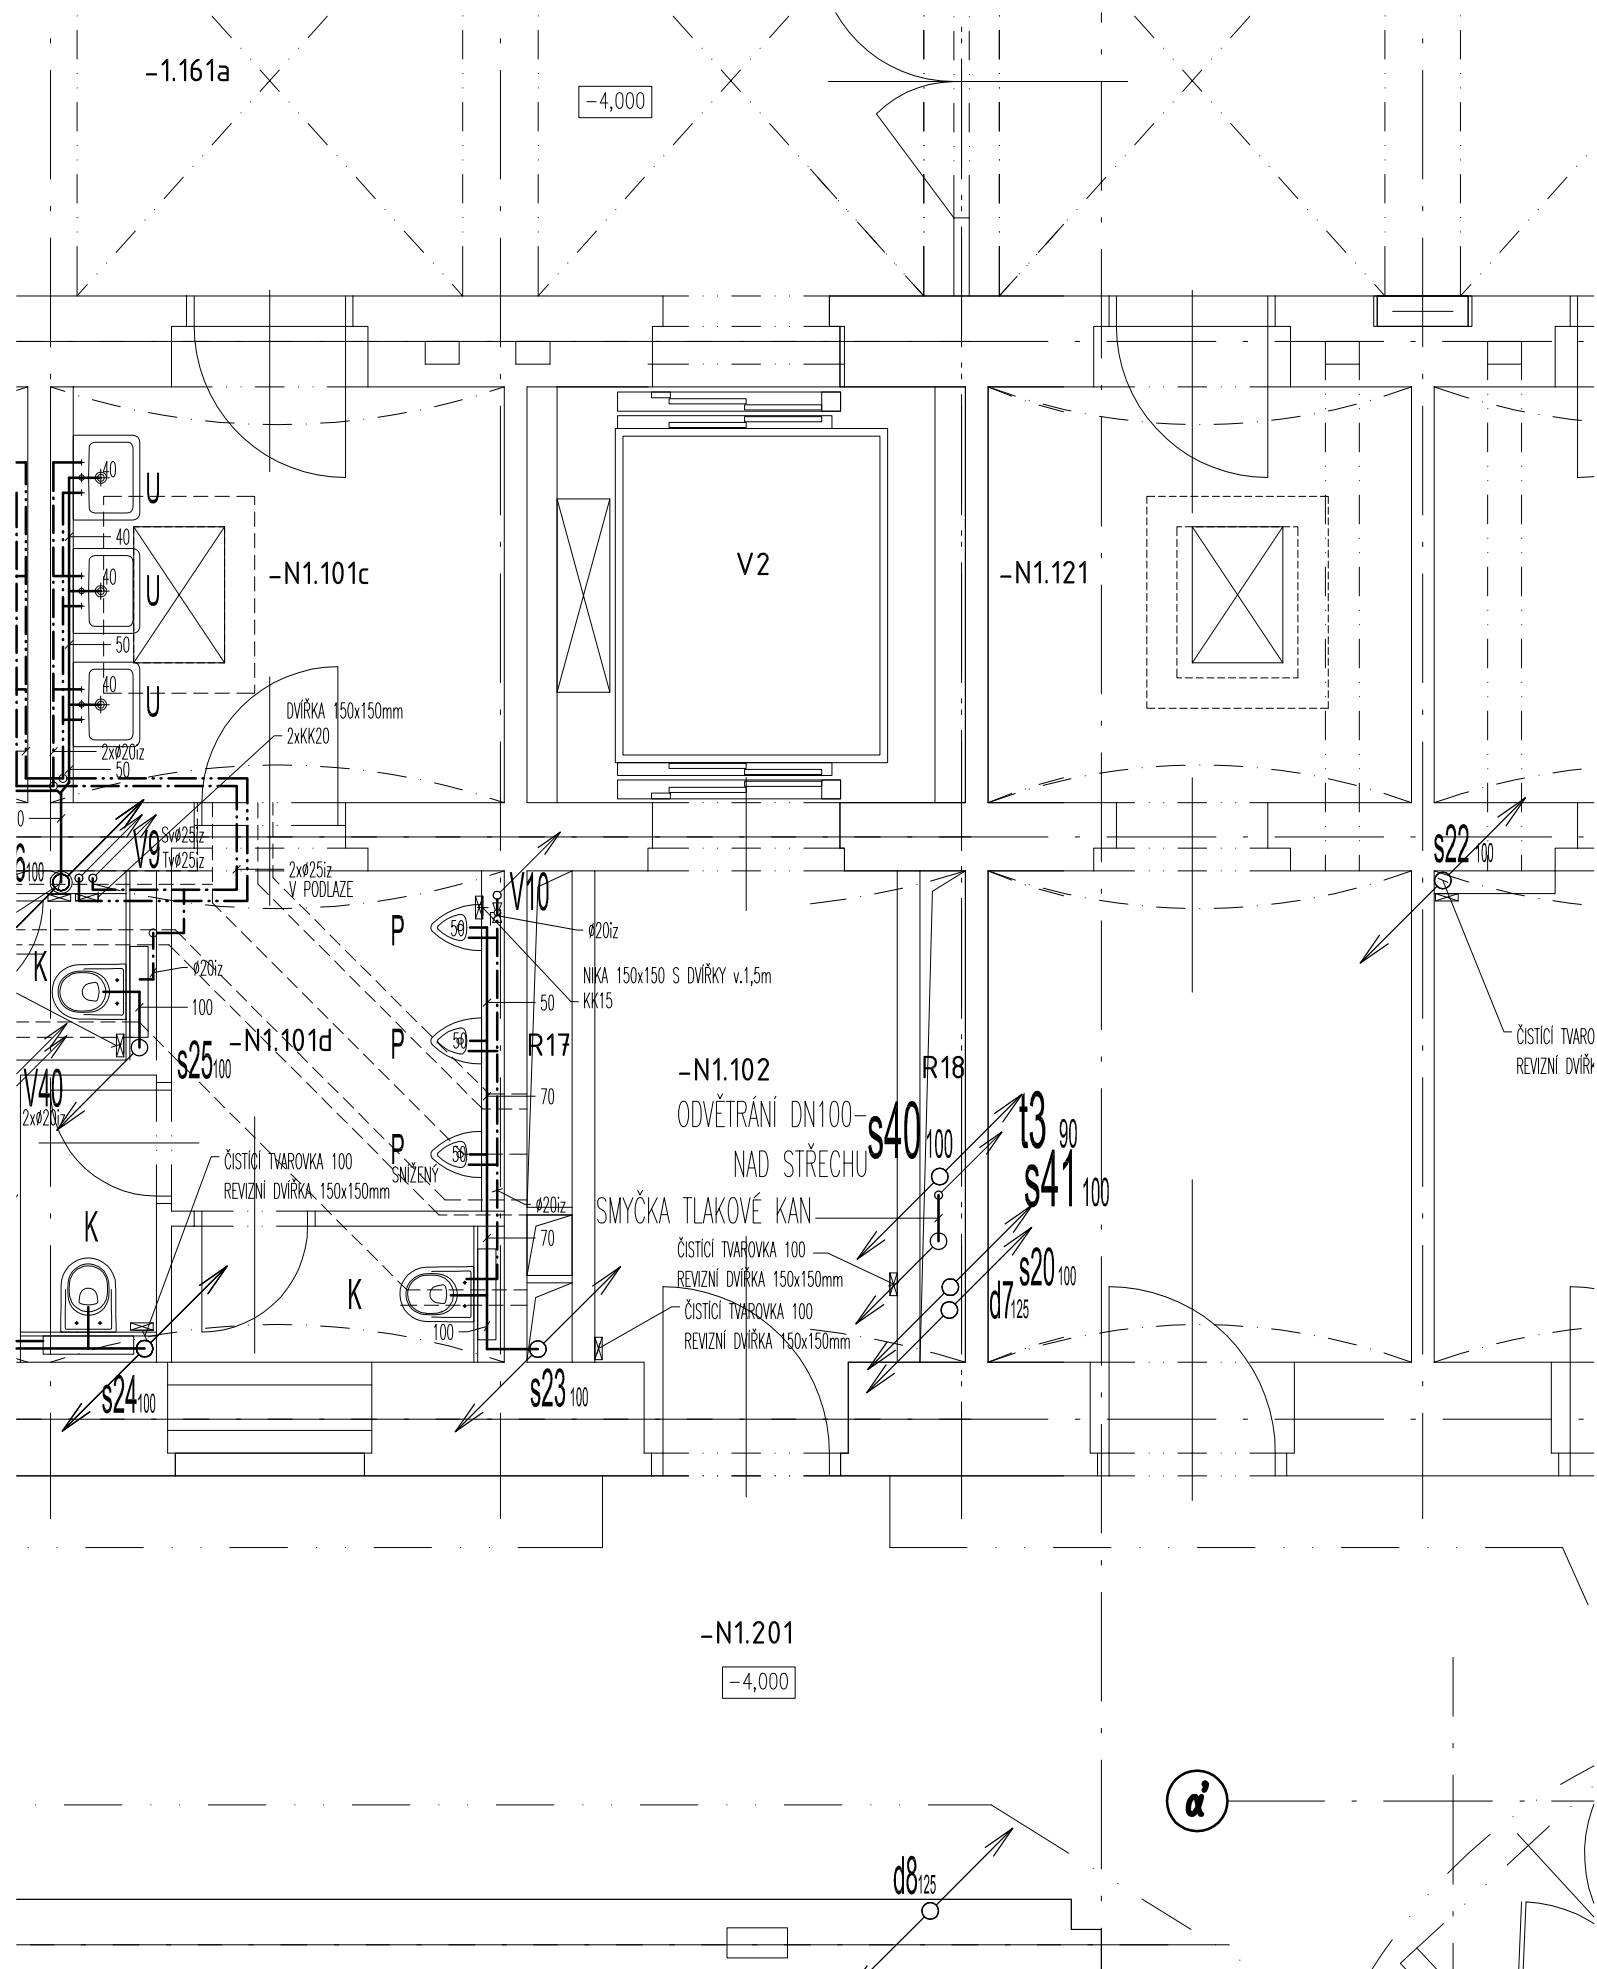 -1.161a
-4,000
40
U
40
40
U
50
40
U
-N1.101c
V2
-N1.121
DVÍŘKA 150x150mm
2xKK20
2xø20iz
50
V9
Svø25iz
Tvø25iz
2xø25iz
V PODLAZE
V10
ø20iz
s22 100
P
50
K
ø20iz
100
NIKA 150x150 S DVÍŘKY v.1,5m
KK15
50
-N1.101d
P
50
R17
s25 100
V40
2xø20iz
70
-N1.102
R18
ČISTÍCÍ TVARO
REVIZNÍ DVÍŘK
ODVĚTRÁNÍ DN100
NAD STŘECHU
s40 100
t3 90
s41 100
P
50
SNÍŽENÝ
ČISTÍCÍ TVAROVKA 100
REVIZNÍ DVÍŘKA 150x150mm
ø20iz
70
SMYČKA TLAKOVÉ KAN
K
ČISTÍCÍ TVAROVKA 100
REVIZNÍ DVÍŘKA 150x150mm
s20 100
d7 125
K
100
ČISTÍCÍ TVAROVKA 100
REVIZNÍ DVÍŘKA 150x150mm
s24 100
s23 100
-N1.201
-4,000
d8 125